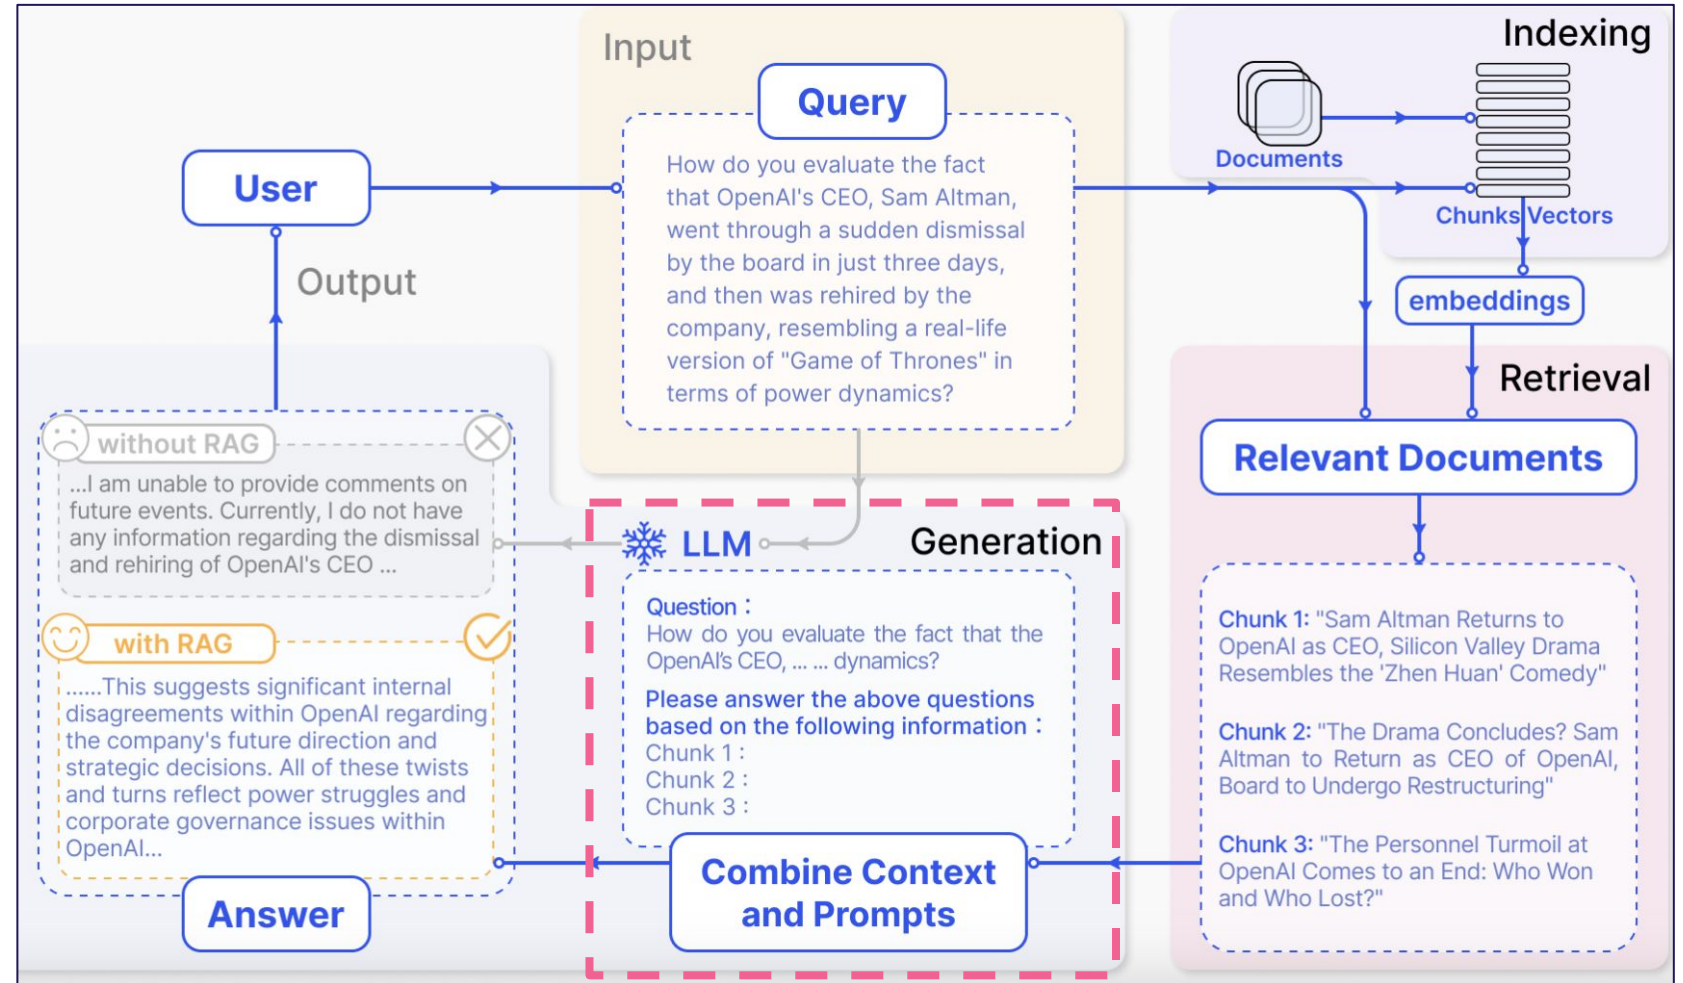 Input
Query
How do you evaluate the fact
that OpenAI's CEO, Sam Altman,
went through a sudden dismissal
by the board in just three days,
and then was rehired by the
company, resembling a real-life
version of "Game of Thrones" in
terms of power dynamics?
Indexing
Documents
Chunks Vectors
embeddings
User
Output
Retrieval
Relevant Documents
Chunk 1: "Sam Altman Returns to
OpenAI as CEO, Silicon Valley Drama
Resembles the 'Zhen Huan' Comedy"
Chunk 2: "The Drama Concludes? Sam
Altman to Return as CEO of OpenAI,
Board to Undergo Restructuring"
Chunk 3: "The Personnel Turmoil at
OpenAI Comes to an End: Who Won
and Who Lost?"
LLM
Generation
Question :
How do you evaluate the fact that the
OpenAI's CEO, ... ... dynamics?
Please answer the above questions
based on the following information :
Chunk 1 :
Chunk 2 :
Chunk 3 :
Combine Context
and Prompts
without RAG
...I am unable to provide comments on
future events. Currently, I do not have
any information regarding the dismissal
and rehiring of OpenAI's CEO ...
with RAG
......This suggests significant internal
disagreements within OpenAI regarding
the company's future direction and
strategic decisions. All of these twists
and turns reflect power struggles and
corporate governance issues within
OpenAI...
Answer